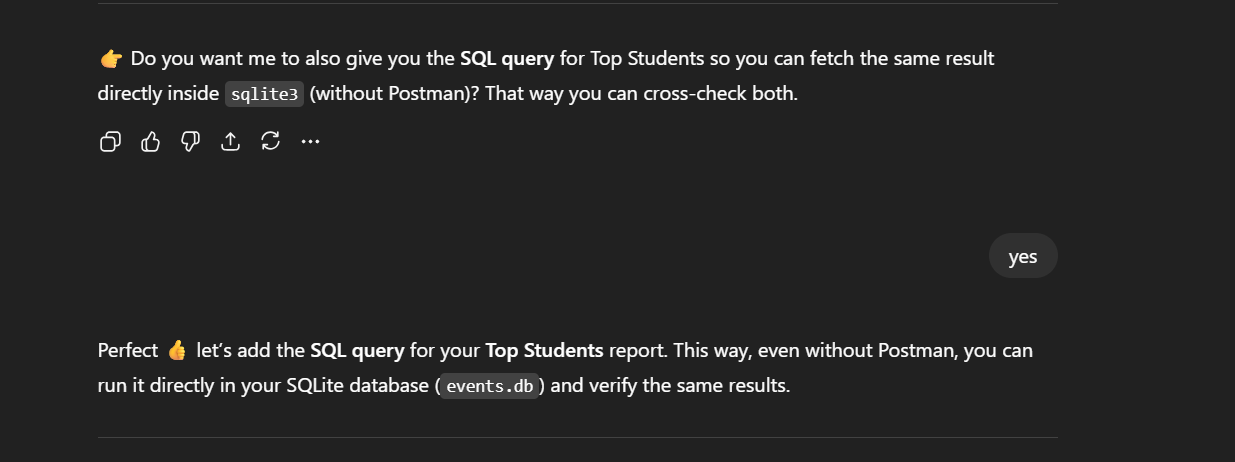 👉 Do you want me to also give you the SQL query for Top Students so you can fetch the same result
directly inside sqlite3 (without Postman)? That way you can cross-check both.
yes
Perfect 👍 let’s add the SQL query for your Top Students report. This way, even without Postman, you can
run it directly in your SQLite database (events.db) and verify the same results.